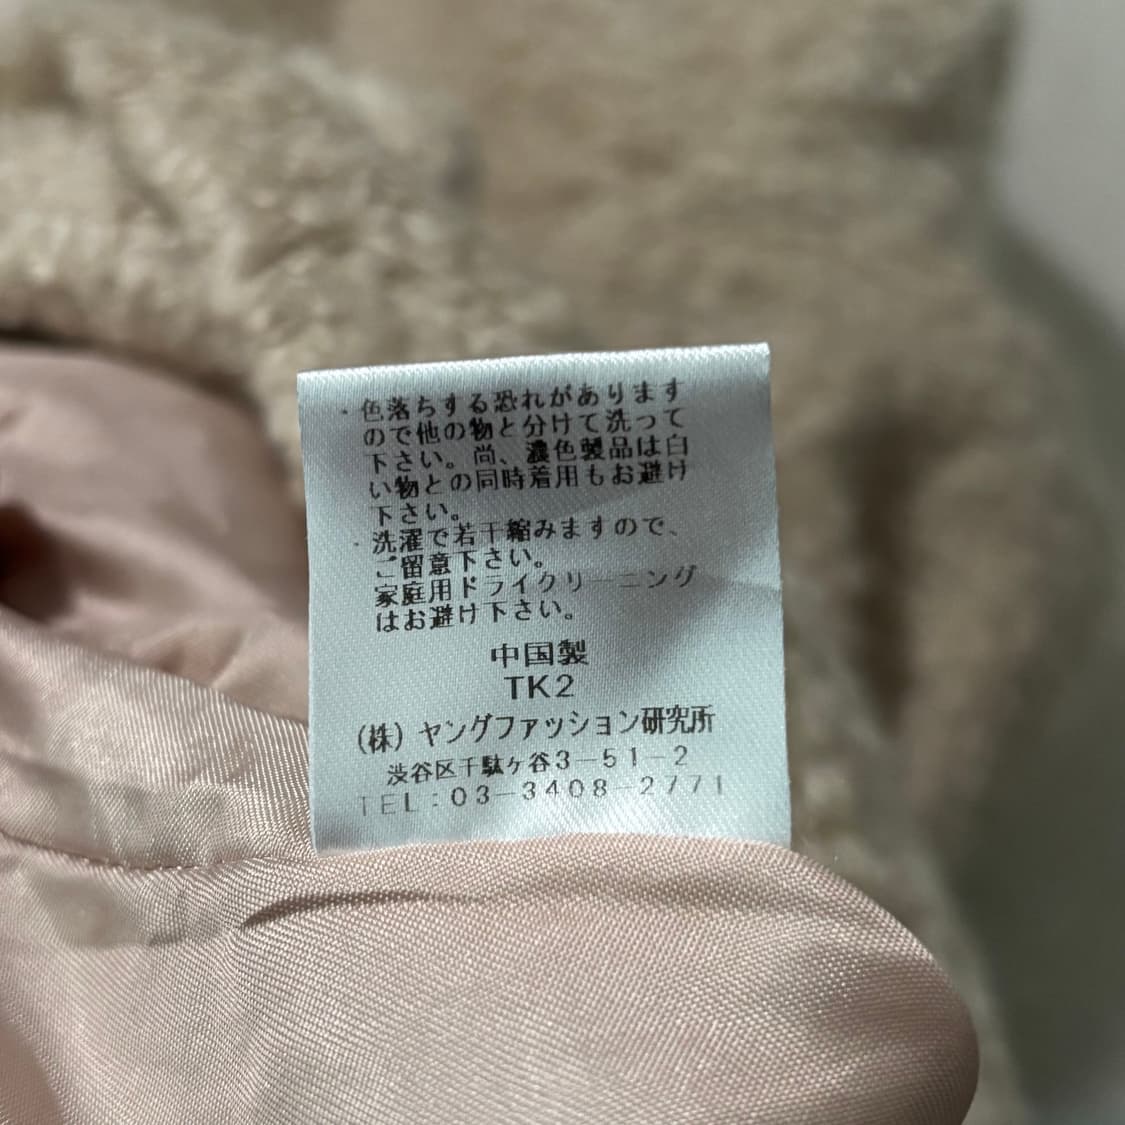 ・色落ちする恐れがあります
ので他の物と分けて洗って
下さい。尚、濃色製品は白
い物との同時着用もお避け
下さい。
・洗濯で若干縮みますので、
ご留意下さい。
家庭用ドライクリーニング
はお避け下さい。
中国製
TK2
(株)ヤングファッション研究所
渋谷区千駄ヶ谷3-51-2
TEL:03-3408-2771